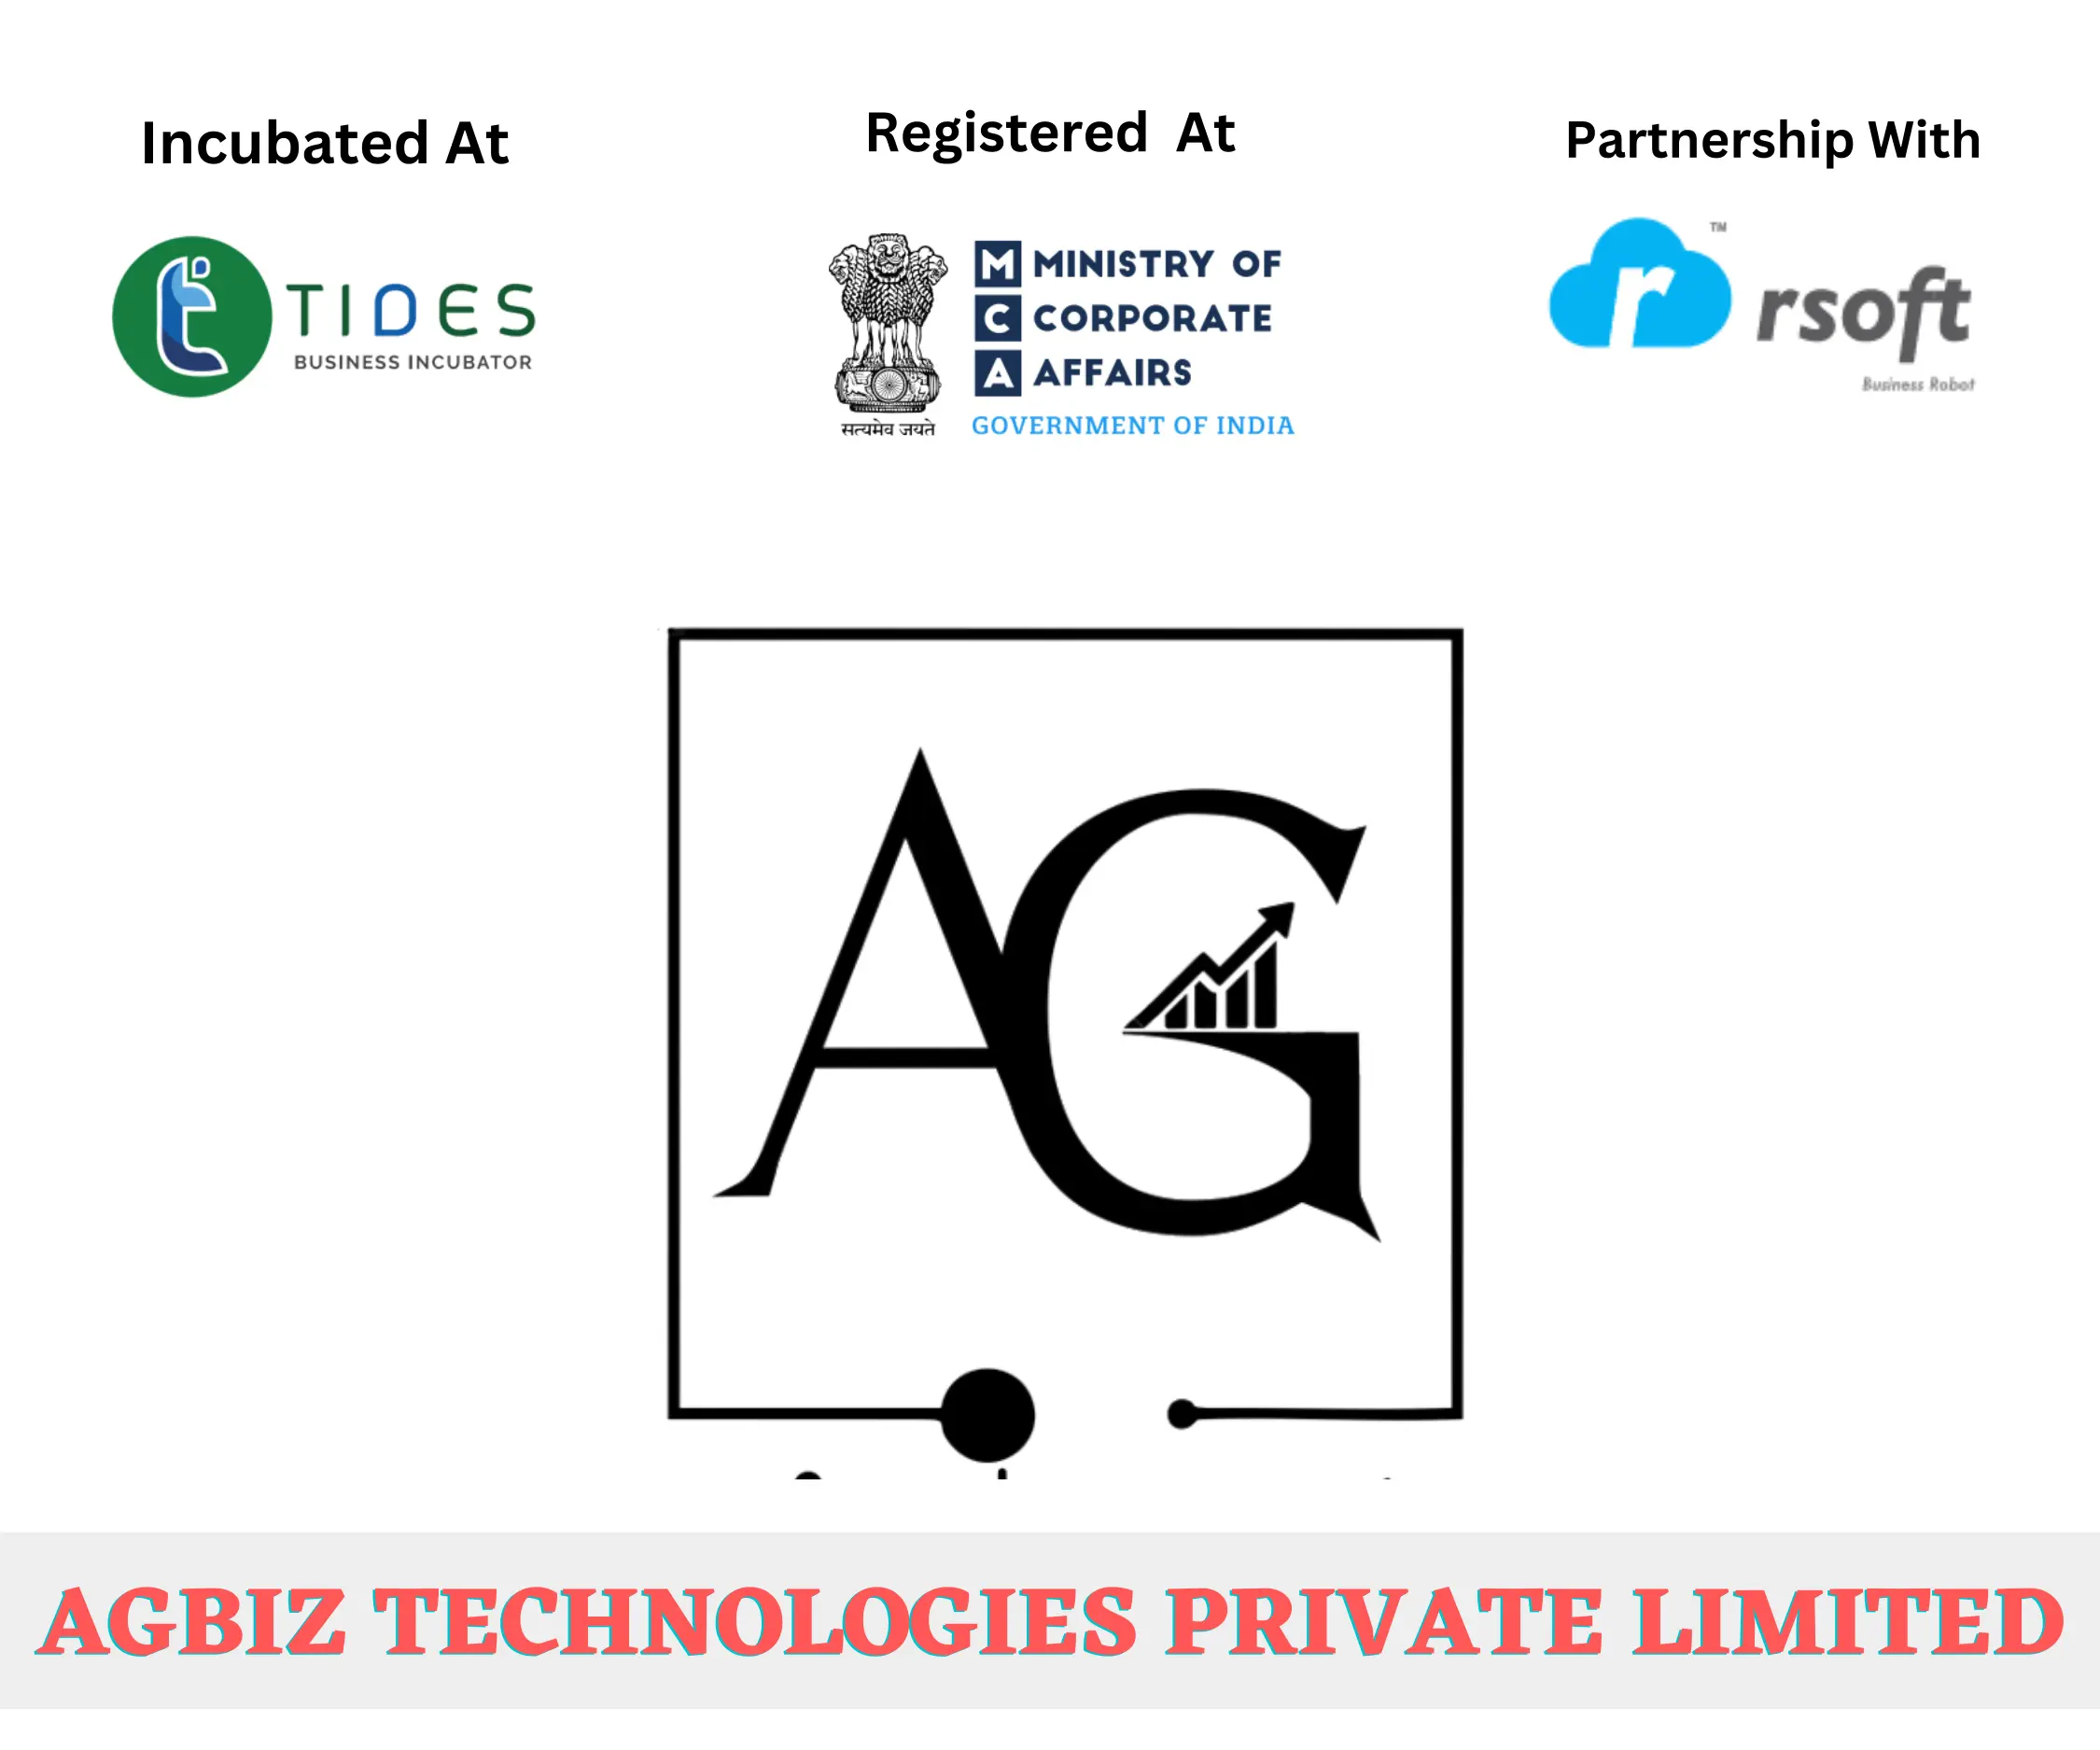 Incubated At
TIDES
BUSINESS INCUBATOR
Registered At
M MINISTRY OF
C CORPORATE
A AFFAIRS
सत्यमेव जयते
GOVERNMENT OF INDIA
Partnership With
r
TM
rsoft
Business Robot
AG
AGBIZ TECHNOLOGIES PRIVATE LIMITED